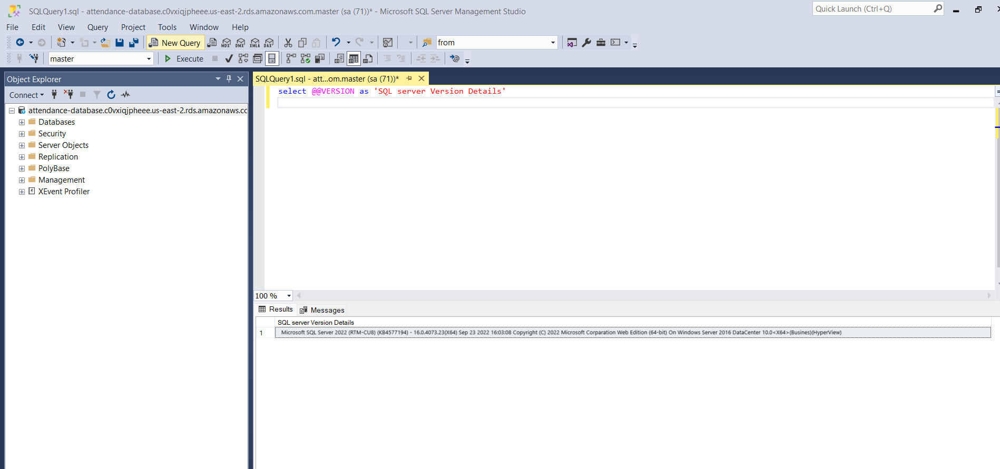 SQLQuery1.sql - attendance-database.c0vxiqjpheee.us-east-2.rds.amazonaws.com.master (sa (71))* - Microsoft SQL Server Management Studio
Quick Launch (Ctrl+Q)
File Edit View Query Project Tools Window Help
New Query
MDX DMX XMLA DAX
from
master
Execute
Object Explorer
SQLQuery1.sql - att...om.master (sa (71))*
Connect
select @@VERSION as 'SQL server Version Details'
attendance-database.c0vxiqjpheee.us-east-2.rds.amazonaws.cc
Databases
Security
Server Objects
Replication
PolyBase
Management
XEvent Profiler
100 %
Results Messages
SQL server Version Details
1 Microsoft SQL Server 2022 (RTM-CU8) (KB4577194) - 16.0.4073.23(X64) Sep 23 2022 16:03:08 Copyright (C) 2022 Microsoft Corparation Web Edition (64-bit) On Windows Server 2016 DataCenter 10.0<X64>(Busines)(HyperView)